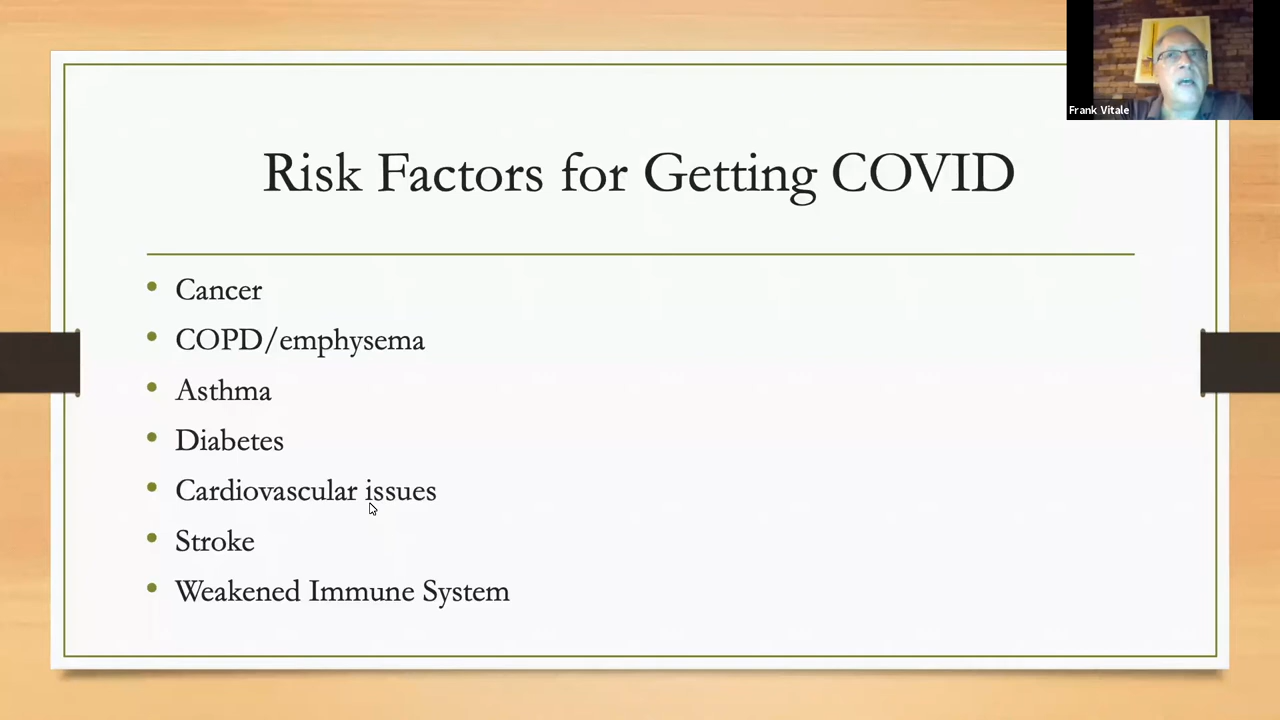 Frank Vitale
Risk Factors for Getting COVID
• Cancer
• COPD/emphysema
• Asthma
• Diabetes
• Cardiovascular issues
• Stroke
• Weakened Immune System